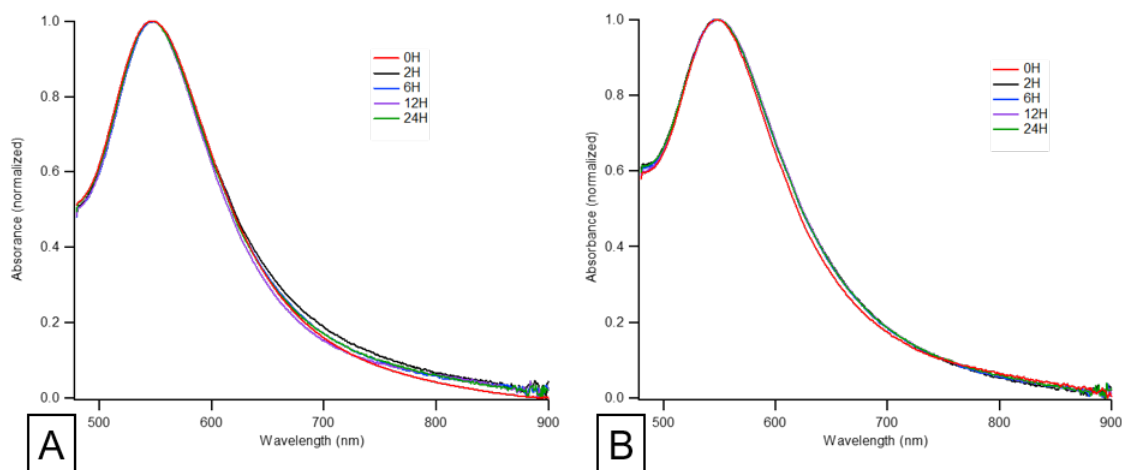 1.0
0.8
0.6
0.4
0.2
0.0
Absorance (normalized)
500
600
700
800
900
Wavelength (nm)
0H
2H
6H
12H
24H
A
1.0
0.8
0.6
0.4
0.2
0.0
Absorbance (normalized)
500
600
700
800
900
Wavelength (nm)
0H
2H
6H
12H
24H
B